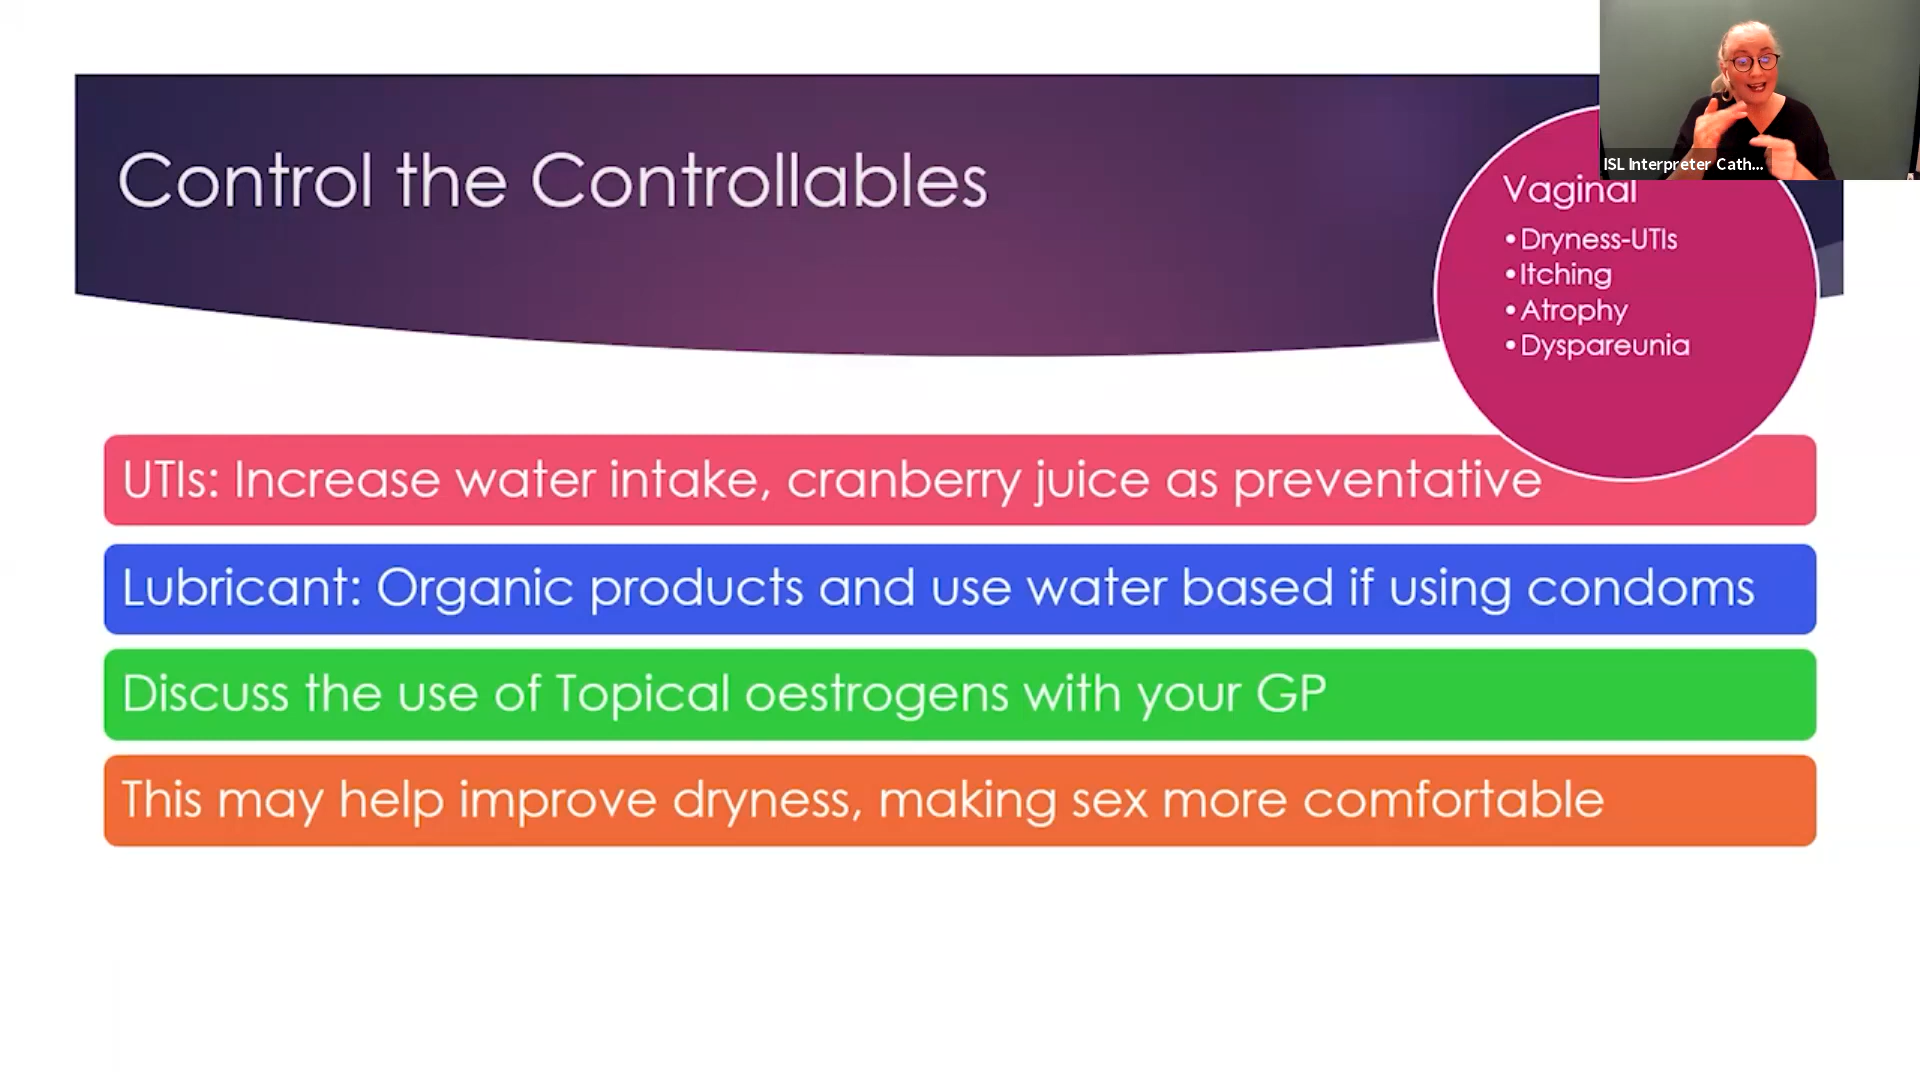 Control the Controllables
ISL Interpreter Cath...
Vaginal
•Dryness-UTIs
•Itching
•Atrophy
•Dyspareunia
UTIs: Increase water intake, cranberry juice as preventative
Lubricant: Organic products and use water based if using condoms
Discuss the use of Topical oestrogens with your GP
This may help improve dryness, making sex more comfortable